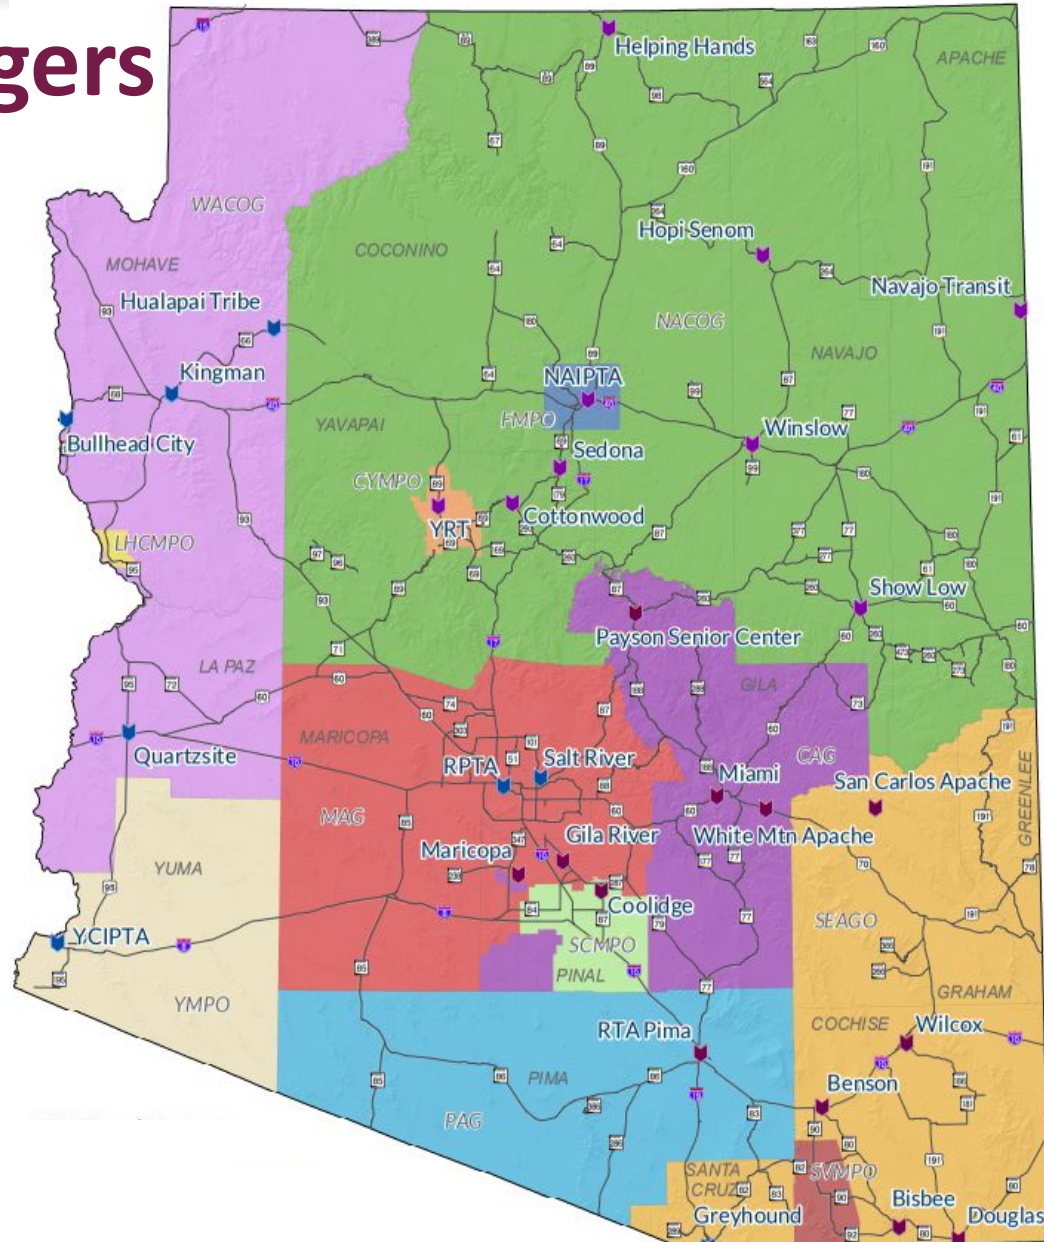 gers
Helping Hands
APACHE
WACOG
COCONINO
Hopi Senom
MOHAVE
Hualapai Tribe
Navajo Transit
NACOG
NAVAJO
Kingman
NAIPTA
YAVAPAI
FMPO
Winslow
Bullhead City
Sedona
CYMPO
Cottonwood
YRT
LHCMPO
Show Low
Payson Senior Center
LA PAZ
GILA
MARICOPA
CAG
Quartzsite
RPTA
Salt River
Miami
San Carlos Apache
GREENLEE
MAG
Gila River
White Mtn Apache
Maricopa
YUMA
Coolidge
SEAGO
YCIPTA
SCMPO
PINAL
YMPO
GRAHAM
RTA Pima
COCHISE
Wilcox
PIMA
Benson
PAG
SANTA
CRUZ
SVMPO
Bisbee
Greyhound
Douglas